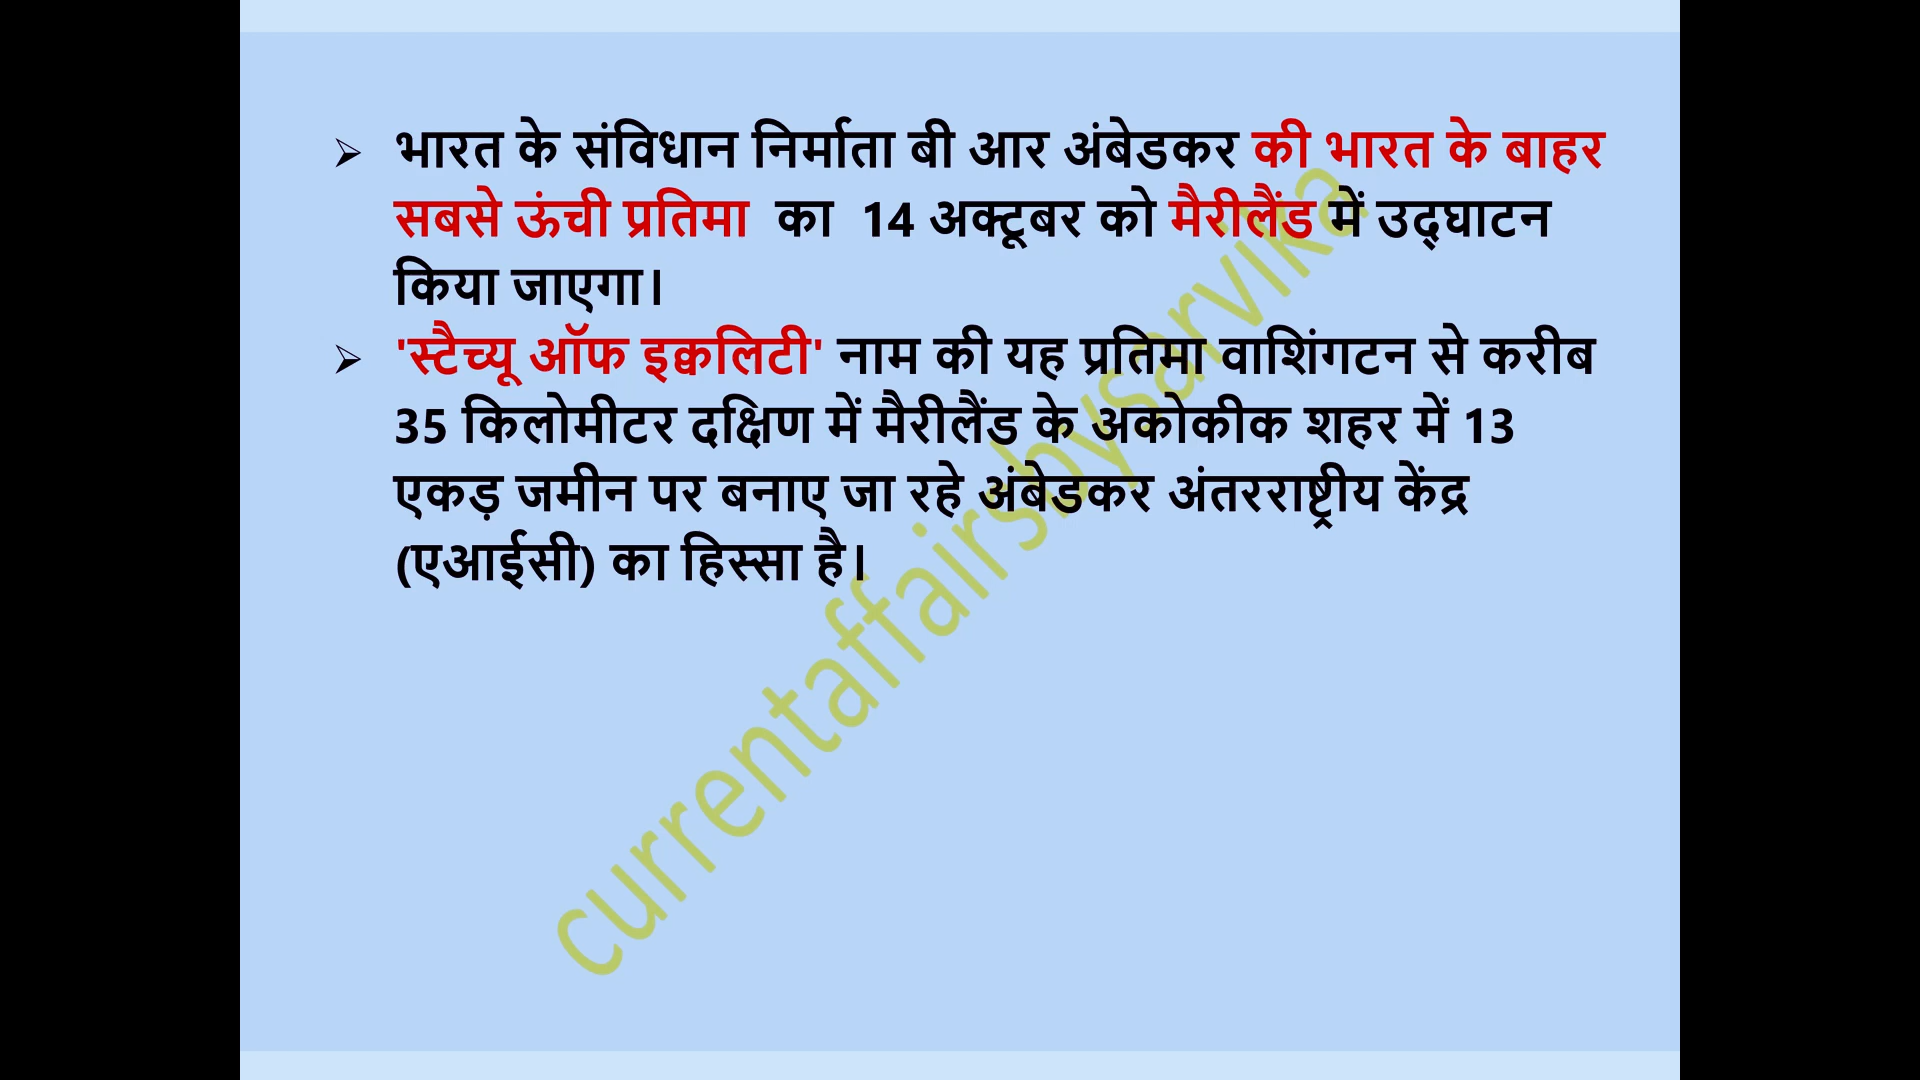 ➢ भारत के संविधान निर्माता बी आर अंबेडकर की भारत के बाहर
सबसे ऊंची प्रतिमा का 14 अक्टूबर को मैरीलैंड में उद्घाटन
किया जाएगा।
➢ 'स्टैच्यू ऑफ इक्वलिटी' नाम की यह प्रतिमा वाशिंगटन से करीब
35 किलोमीटर दक्षिण में मैरीलैंड के अकोकीक शहर में 13
एकड़ जमीन पर बनाए जा रहे अंबेडकर अंतरराष्ट्रीय केंद्र
(एआईसी) का हिस्सा है।
currentaffairsbysarvika